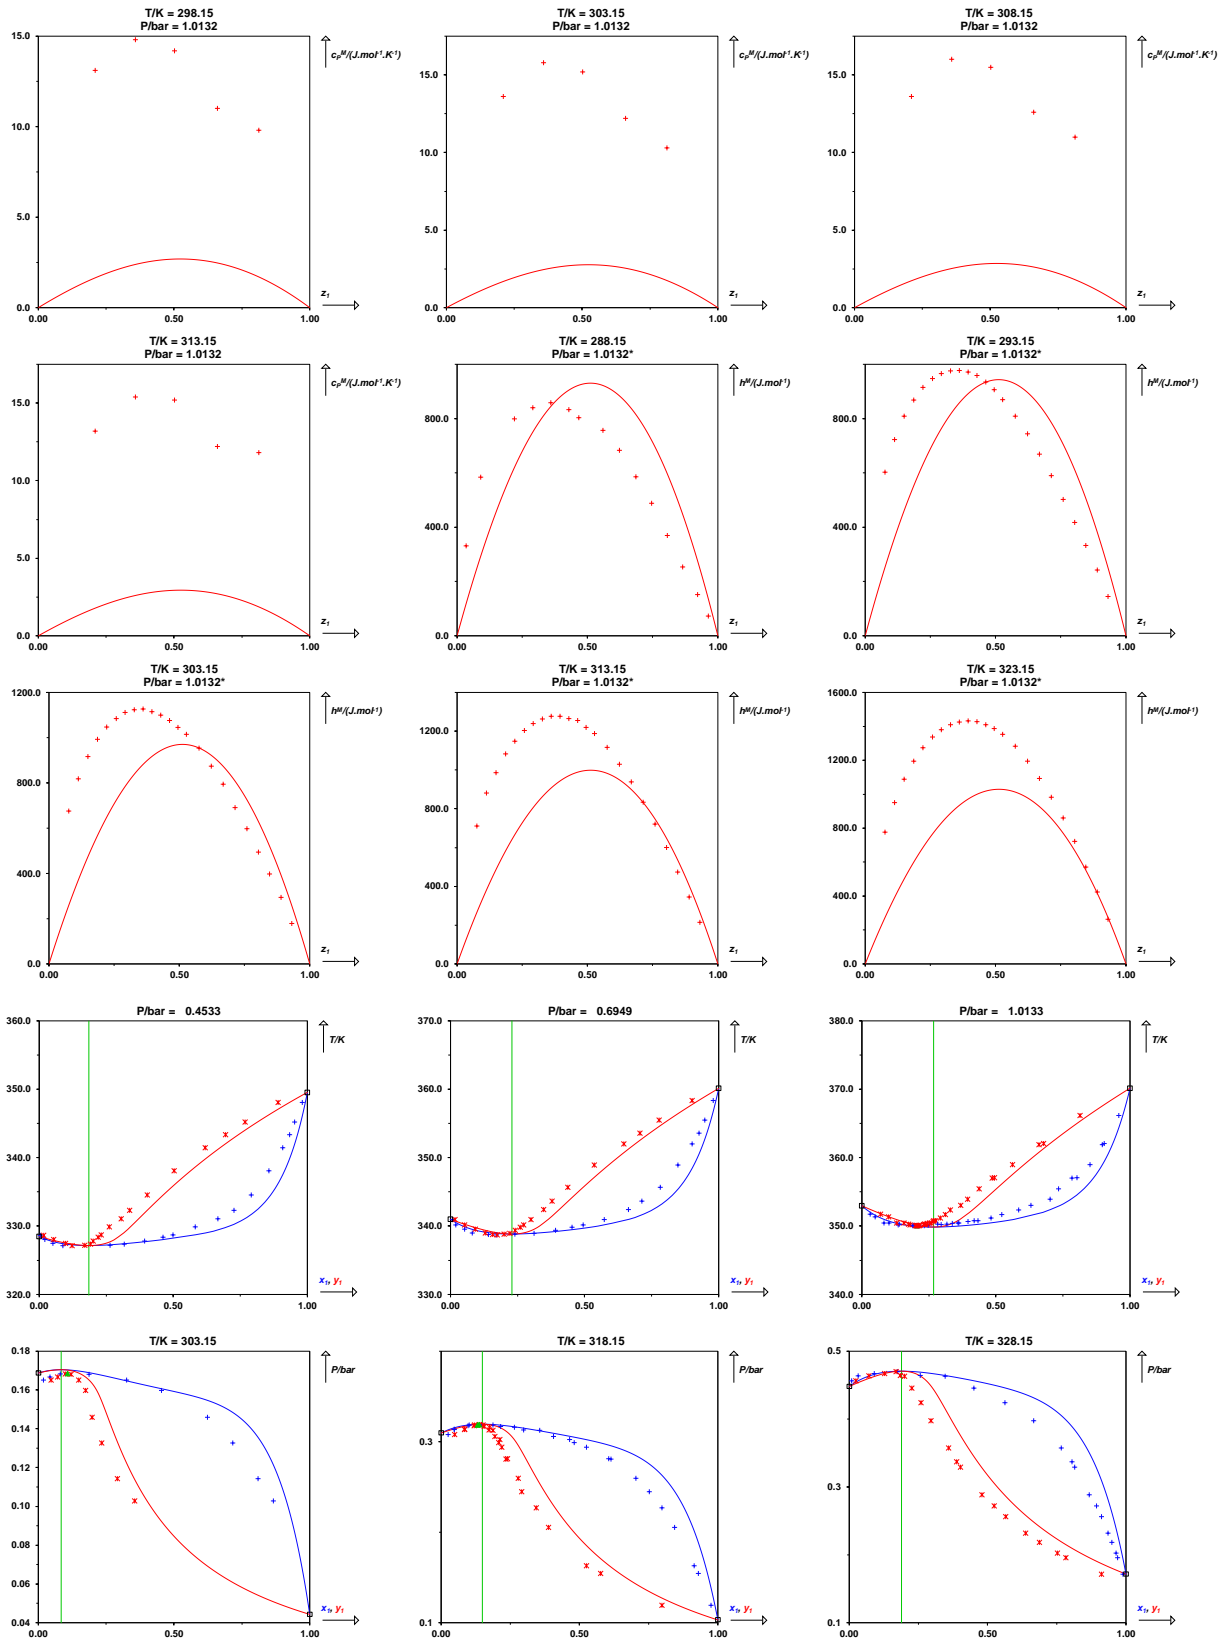 T/K = 298.15
P/bar = 1.0132
15.0
10.0
5.0
0.0
0.00
0.50
1.00
cₚᴹ/(J.mol⁻¹.K⁻¹)
z₁
T/K = 303.15
P/bar = 1.0132
15.0
10.0
5.0
0.0
0.00
0.50
1.00
cₚᴹ/(J.mol⁻¹.K⁻¹)
z₁
T/K = 308.15
P/bar = 1.0132
15.0
10.0
5.0
0.0
0.00
0.50
1.00
cₚᴹ/(J.mol⁻¹.K⁻¹)
z₁
T/K = 313.15
P/bar = 1.0132
15.0
10.0
5.0
0.0
0.00
0.50
1.00
cₚᴹ/(J.mol⁻¹.K⁻¹)
z₁
T/K = 288.15
P/bar = 1.0132*
800.0
400.0
0.0
0.00
0.50
1.00
hᴹ/(J.mol⁻¹)
z₁
T/K = 293.15
P/bar = 1.0132*
800.0
400.0
0.0
0.00
0.50
1.00
hᴹ/(J.mol⁻¹)
z₁
T/K = 303.15
P/bar = 1.0132*
1200.0
800.0
400.0
0.0
0.00
0.50
1.00
hᴹ/(J.mol⁻¹)
z₁
T/K = 313.15
P/bar = 1.0132*
1200.0
800.0
400.0
0.0
0.00
0.50
1.00
hᴹ/(J.mol⁻¹)
z₁
T/K = 323.15
P/bar = 1.0132*
1600.0
1200.0
800.0
400.0
0.0
0.00
0.50
1.00
hᴹ/(J.mol⁻¹)
z₁
P/bar = 0.4533
360.0
350.0
340.0
330.0
320.0
0.00
0.50
1.00
T/K
x₁, y₁
P/bar = 0.6949
370.0
360.0
350.0
340.0
330.0
0.00
0.50
1.00
T/K
x₁, y₁
P/bar = 1.0133
380.0
370.0
360.0
350.0
340.0
0.00
0.50
1.00
T/K
x₁, y₁
T/K = 303.15
0.18
0.16
0.14
0.12
0.10
0.08
0.06
0.04
0.00
0.50
1.00
P/bar
x₁, y₁
T/K = 318.15
0.3
0.1
0.00
0.50
1.00
P/bar
x₁, y₁
T/K = 328.15
0.5
0.3
0.1
0.00
0.50
1.00
P/bar
x₁, y₁